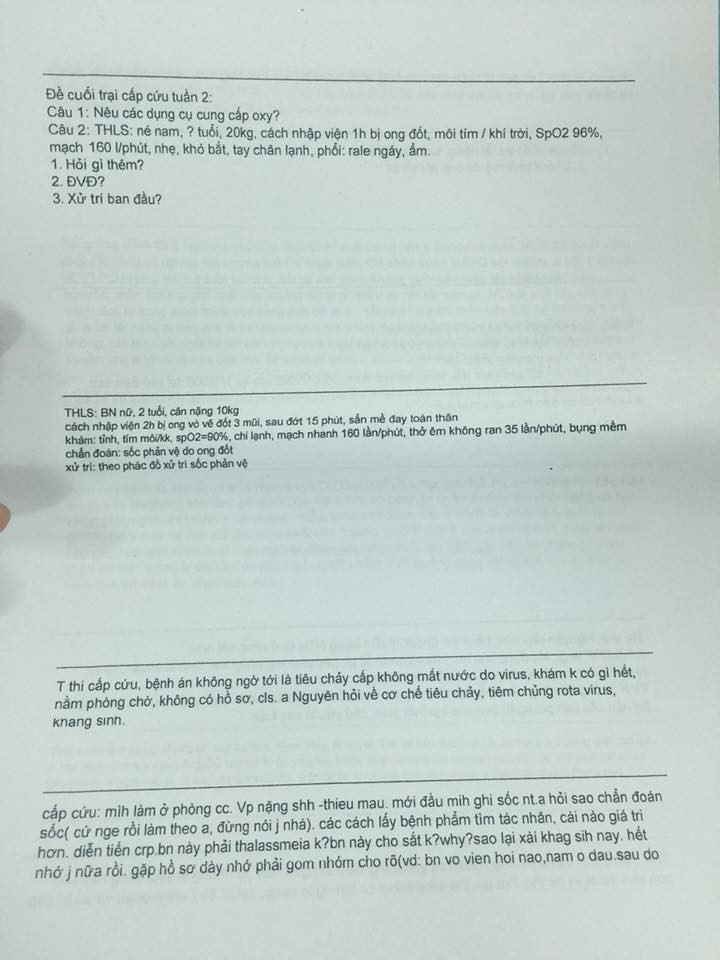 Đề cuối trại cấp cứu tuần 2:
Câu 1: Nêu các dụng cụ cung cấp oxy?
Câu 2: THLS: né nam, ? tuổi, 20kg, cách nhập viện 1h bị ong đốt, môi tím / khí trời, SpO2 96%,
mạch 160 l/phút, nhẹ, khó bắt, tay chân lạnh, phổi: rale ngáy, ẩm.
1. Hỏi gì thêm?
2. ĐVĐ?
3. Xử trí ban đầu?
THLS: BN nữ, 2 tuổi, cân nặng 10kg
cách nhập viện 2h bị ong vò vẽ đốt 3 mũi, sau đớt 15 phút, sẩn mề đay toàn thân
khám: tỉnh, tím môi/kk, spO2=90%, chi lạnh, mạch nhanh 160 lần/phút, thở êm không ran 35 lần/phút, bụng mềm
chẩn đoán: sốc phản vệ do ong đốt
xử trí: theo phác đồ xử trí sốc phản vệ
T thi cấp cứu, bệnh án không ngờ tới là tiêu chảy cấp không mất nước do virus, khám k có gì hết,
nằm phòng chờ, không có hồ sơ, cls. a Nguyên hỏi về cơ chế tiêu chảy, tiêm chủng rota virus,
khang sinh.
cấp cứu: mih làm ở phòng cc. Vp nặng shh -thieu mau. mới đầu mih ghi sốc nt.a hỏi sao chẩn đoán
sốc( cứ nge rồi làm theo a, đừng nói j nhá). các cách lấy bệnh phẩm tìm tác nhân, cái nào giá trì
hơn. diễn tiến crp.bn này phải thalassmeia k?bn này cho sắt k?why?sao lại xài khag sih nay. hết
nhớ j nữa rồi. gặp hồ sơ dày nhớ phải gom nhóm cho rõ(vd: bn vo vien hoi nao,nam o dau.sau do